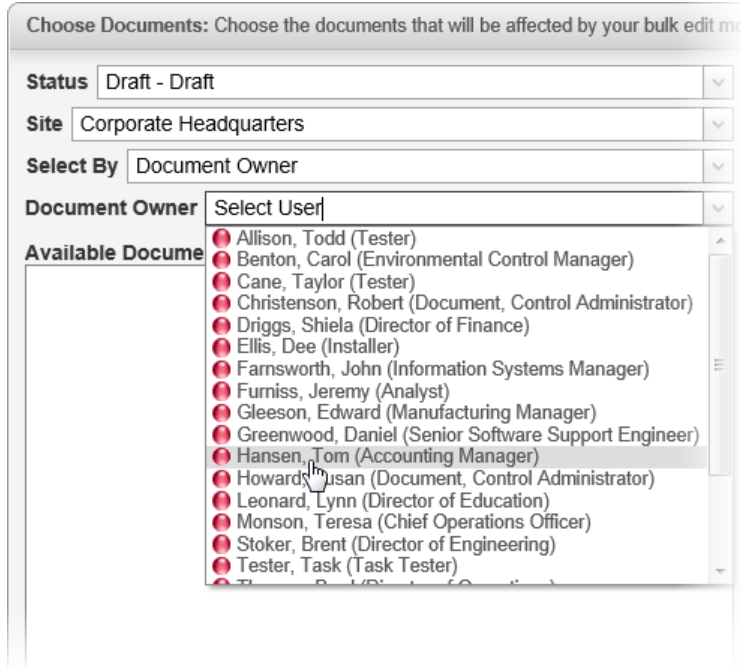 Choose Documents: Choose the documents that will be affected by your bulk edit
Status Draft - Draft
Site Corporate Headquarters
Select By Document Owner
Document Owner Select User
Available
Allison, Todd (Tester)
Benton, Carol (Environmental Control Manager)
Cane, Taylor (Tester)
Christenson, Robert (Document, Control Administrator)
Driggs, Shiela (Director of Finance)
Ellis, Dee (Installer)
Farnsworth, John (Information Systems Manager)
Furniss, Jeremy (Analyst)
Gleeson, Edward (Manufacturing Manager)
Greenwood, Daniel (Senior Software Support Engineer)
Hansen, Tom (Accounting Manager)
Howard, Susan (Document, Control Administrator)
Leonard, Lynn (Director of Education)
Monson, Teresa (Chief Operations Officer)
Stoker, Brent (Director of Engineering)
Tester, Task (Task Tester)